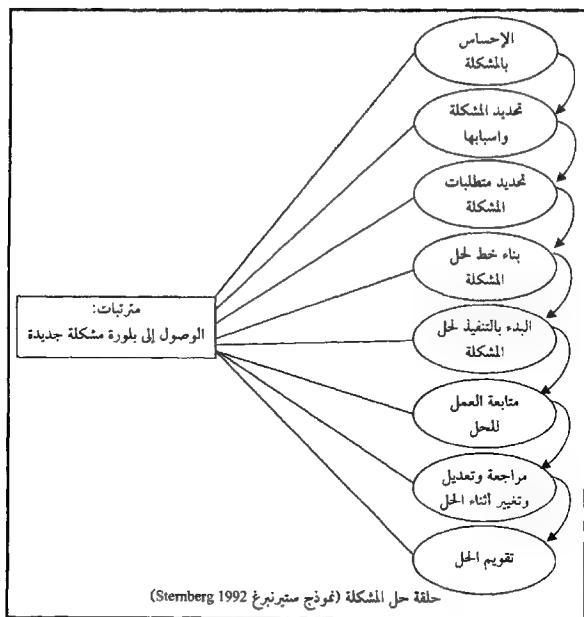 الإحساس
بالمشكلة
تحديد المشكلة
واسبابها
تحديد متطلبات
المشكلة
بناء خط لحل
المشكلة
البدء بالتنفيذ لحل
المشكلة
متابعة العمل
للحل
مراجعة وتعديل
وتغيير أثناء الحل
تقويم الحل
مترتبات:
الوصول إلى بلورة مشكلة جديدة
حلقة حل المشكلة (نموذج ستيرنبرغ Sternberg 1992)